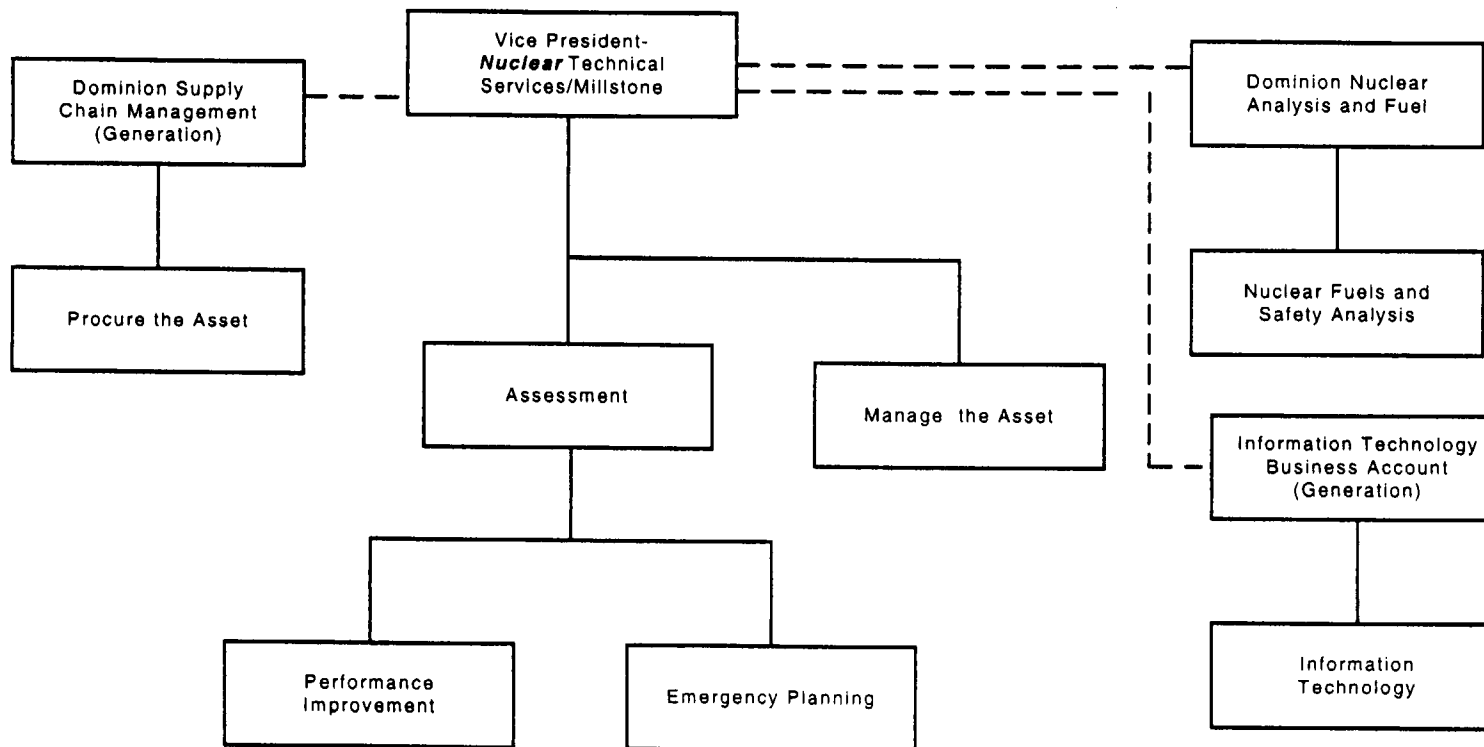 Vice President-
Nuclear Technical
Services/Millstone
Dominion Supply
Chain Management
(Generation)
Dominion Nuclear
Analysis and Fuel
Procure the Asset
Nuclear Fuels and
Safety Analysis
Assessment
Manage the Asset
Information Technology
Business Account
(Generation)
Performance
Improvement
Emergency Planning
Information
Technology